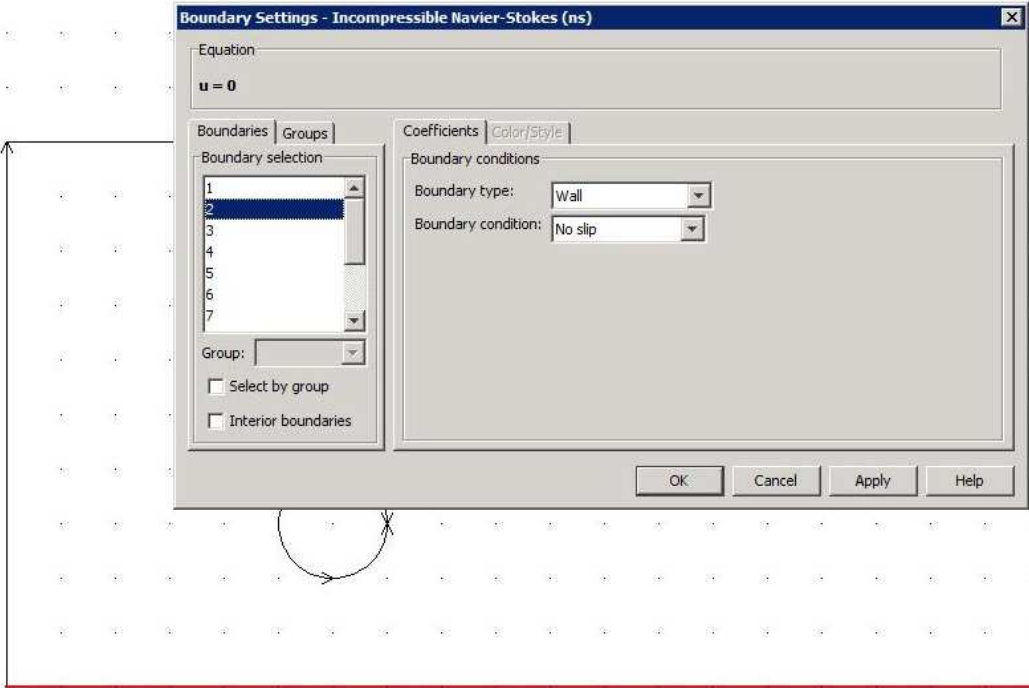 Boundary Settings - Incompressible Navier-Stokes (ns)
Equation
u = 0
Boundaries
Groups
Boundary selection
1
2
3
4
5
6
7
Group:
Select by group
Interior boundaries
Coefficients
Color/Style
Boundary conditions
Boundary type:
Wall
Boundary condition:
No slip
OK
Cancel
Apply
Help